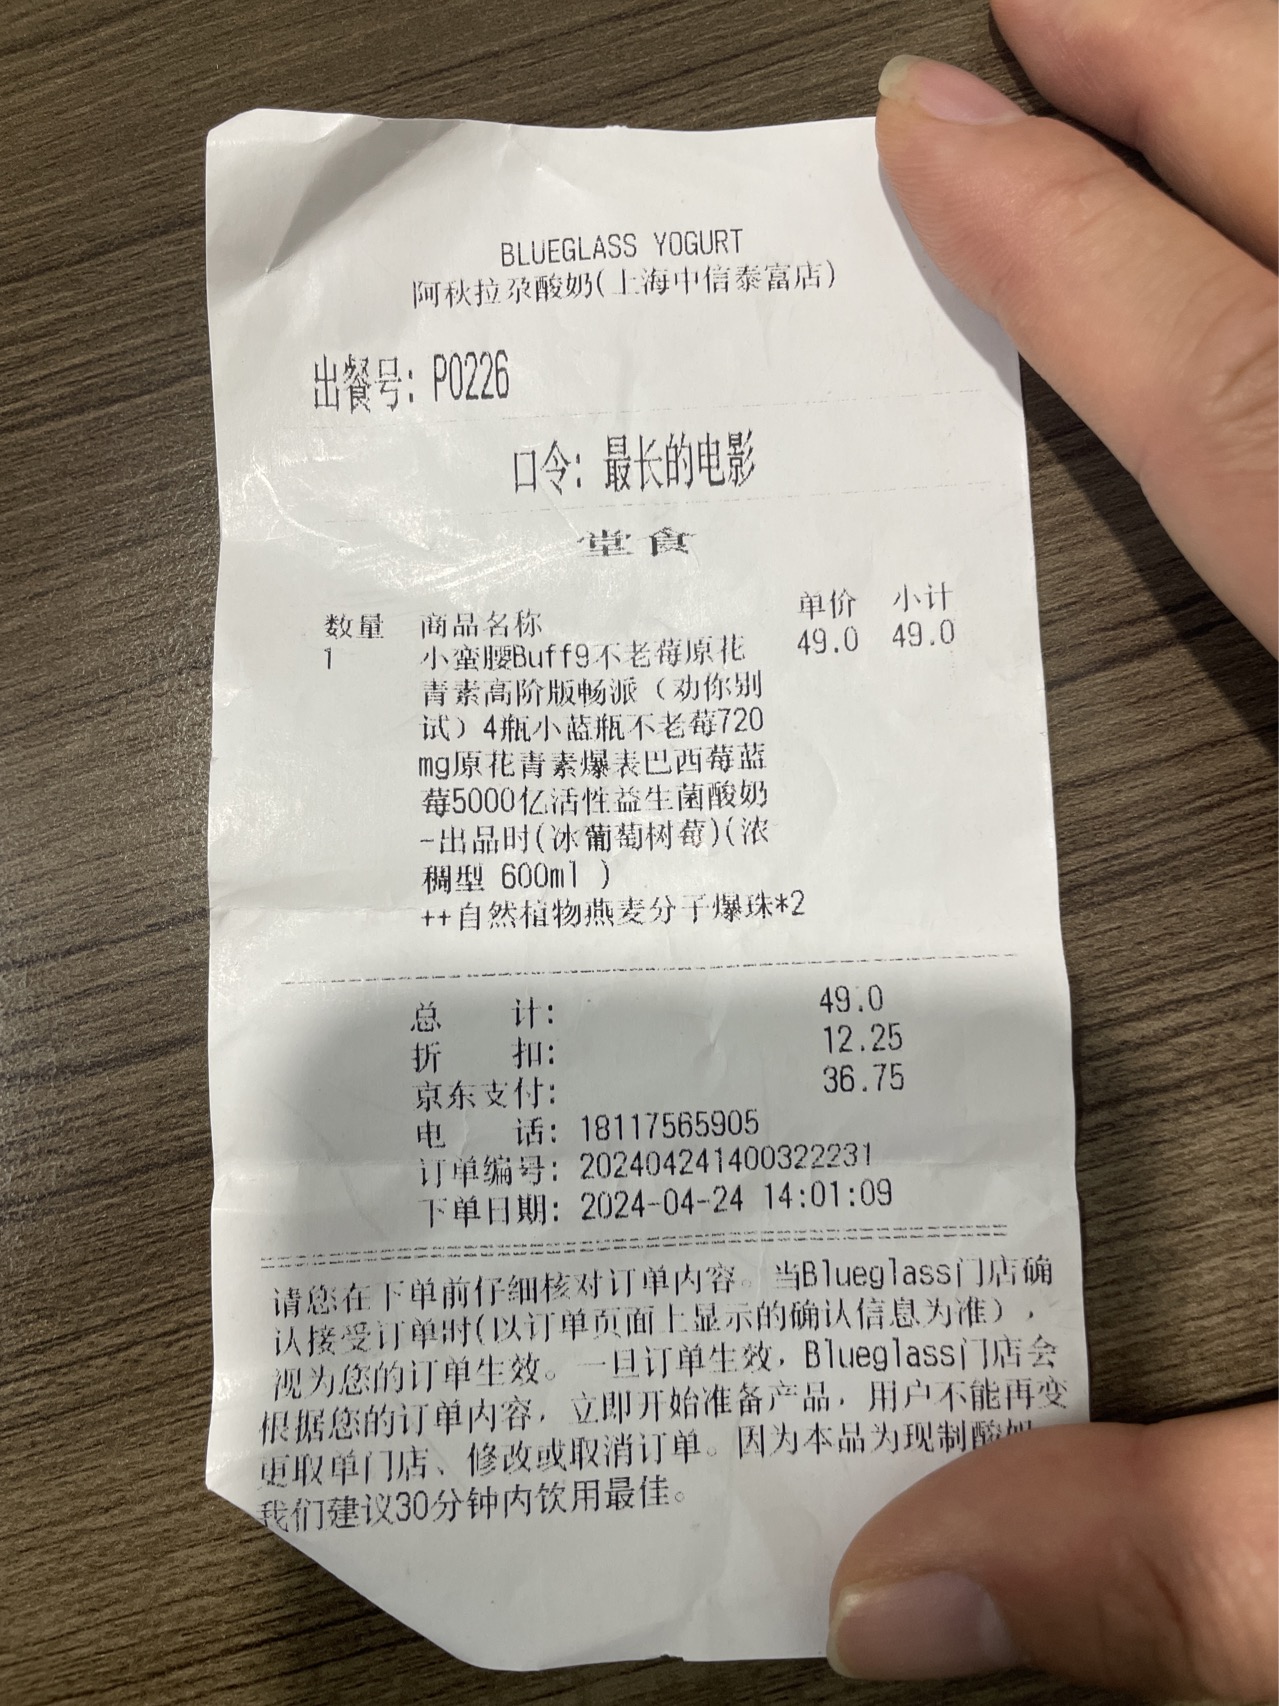 BLUEGLASS YOGURT
阿秋拉尕酸奶(上海中信泰富店)
出餐号: P0226
口令: 最长的电影
堂食
数量 商品名称 单价 小计
1 小蛮腰Buff9不老莓原花 49.0 49.0
青素高阶版畅派（劝你别
试）4瓶小蓝瓶不老莓720
mg原花青素爆表巴西莓蓝
莓5000亿活性益生菌酸奶
-出品时(冰葡萄树莓)(浓
稠型 600ml )
++自然植物燕麦分子爆珠*2
总 计: 49.0
折 扣: 12.25
京东支付: 36.75
电 话: 18117565905
订单编号: 202404241400322231
下单日期: 2024-04-24 14:01:09
请您在下单前仔细核对订单内容。当Blueglass门店确
认接受订单时(以订单页面上显示的确认信息为准)，
视为您的订单生效。一旦订单生效，Blueglass门店会
根据您的订单内容，立即开始准备产品，用户不能再变
更取单门店、修改或取消订单。因为本品为现制酸奶
我们建议30分钟内饮用最佳。